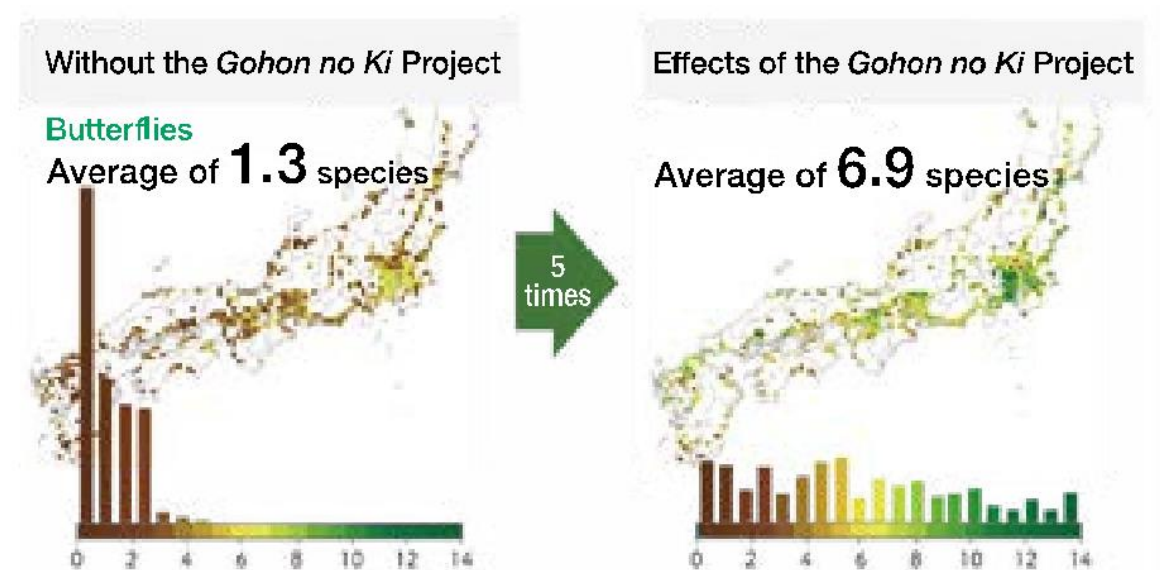 Without the Gohon no Ki Project
Butterflies
Average of 1.3 species
0 2 4 6 8 10 12 14
5
times
Effects of the Gohon no Ki Project
Average of 6.9 species
0 2 4 6 8 10 12 14